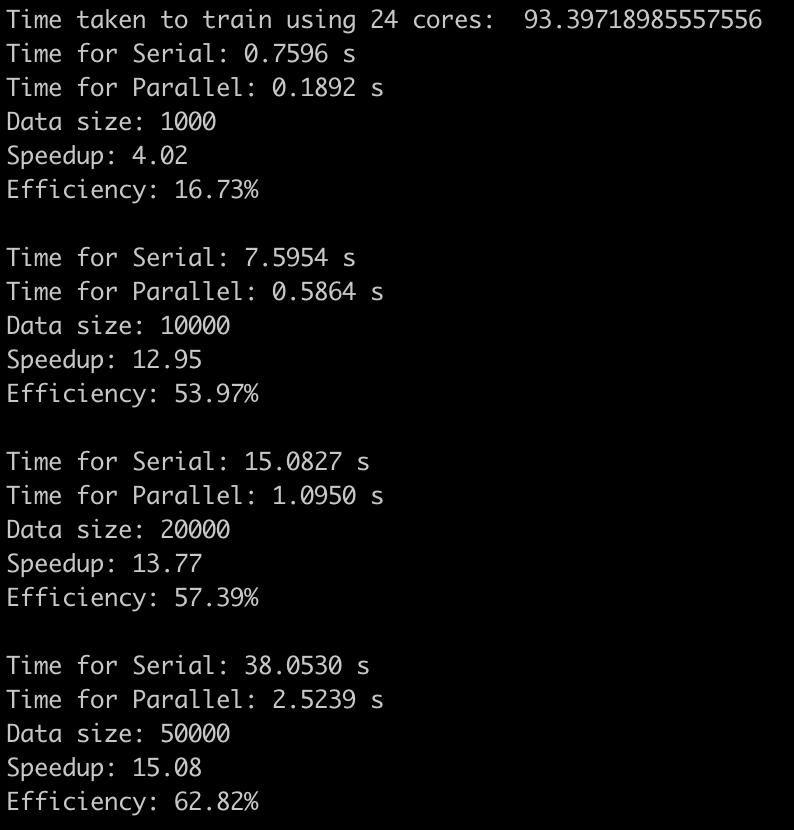 Time taken to train using 24 cores:  93.39718985557556
Time for Serial: 0.7596 s
Time for Parallel: 0.1892 s
Data size: 1000
Speedup: 4.02
Efficiency: 16.73%

Time for Serial: 7.5954 s
Time for Parallel: 0.5864 s
Data size: 10000
Speedup: 12.95
Efficiency: 53.97%

Time for Serial: 15.0827 s
Time for Parallel: 1.0950 s
Data size: 20000
Speedup: 13.77
Efficiency: 57.39%

Time for Serial: 38.0530 s
Time for Parallel: 2.5239 s
Data size: 50000
Speedup: 15.08
Efficiency: 62.82%